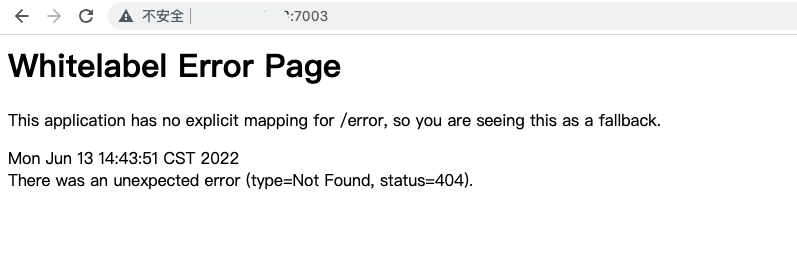 不安全 :7003
Whitelabel Error Page
This application has no explicit mapping for /error, so you are seeing this as a fallback.
Mon Jun 13 14:43:51 CST 2022
There was an unexpected error (type=Not Found, status=404).